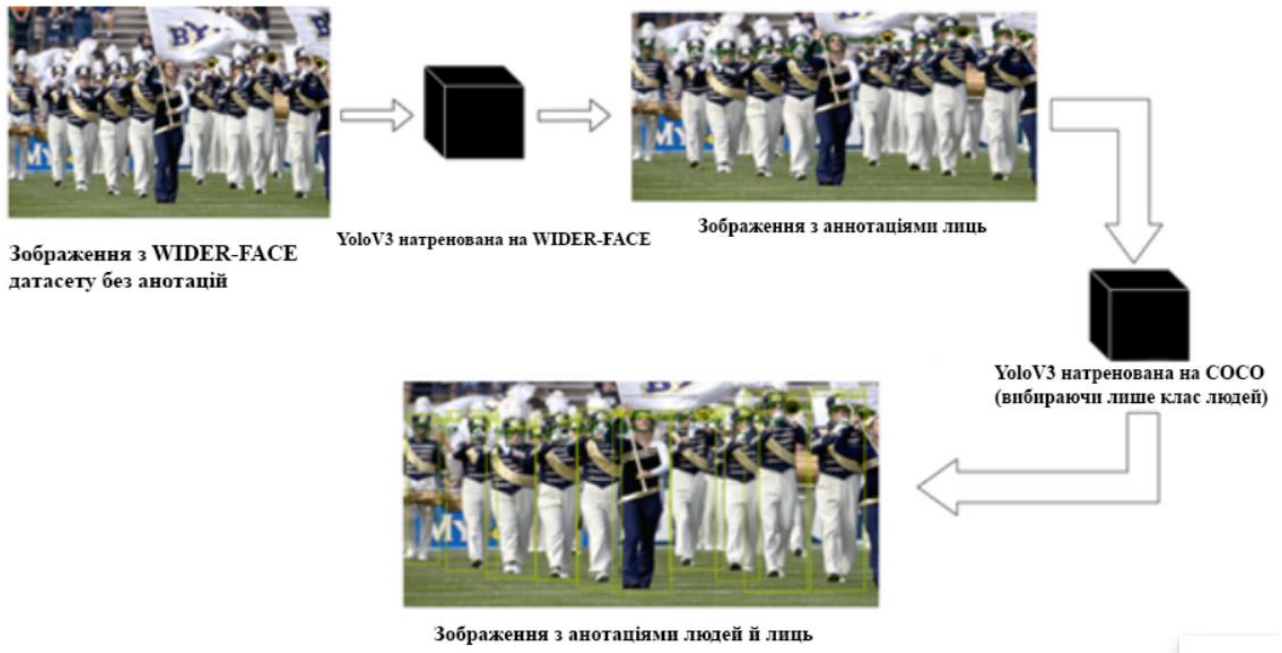 BY
Зображення з WIDER-FACE
датасету без анотацій
YoloV3 натренована на WIDER-FACE
Зображення з аннотаціями лиць
YoloV3 натренована на COCO
(вибираючи лише клас людей)
Зображення з анотаціями людей й лиць